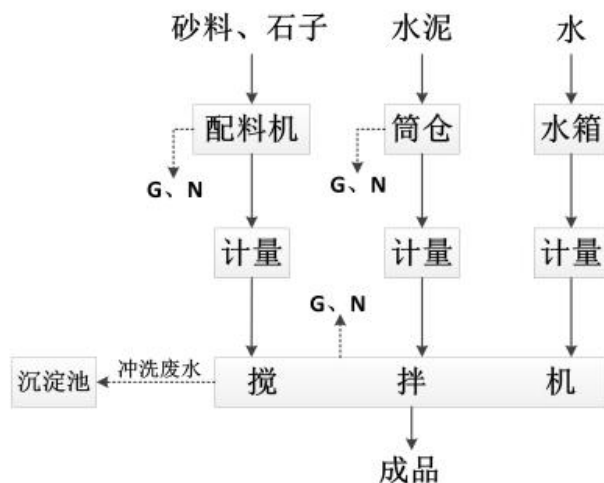 砂料、石子 水泥 水
配料机 筒仓 水箱
G、N G、N
计量 计量 计量
G、N
沉淀池 冲洗废水 搅 拌 机
成品